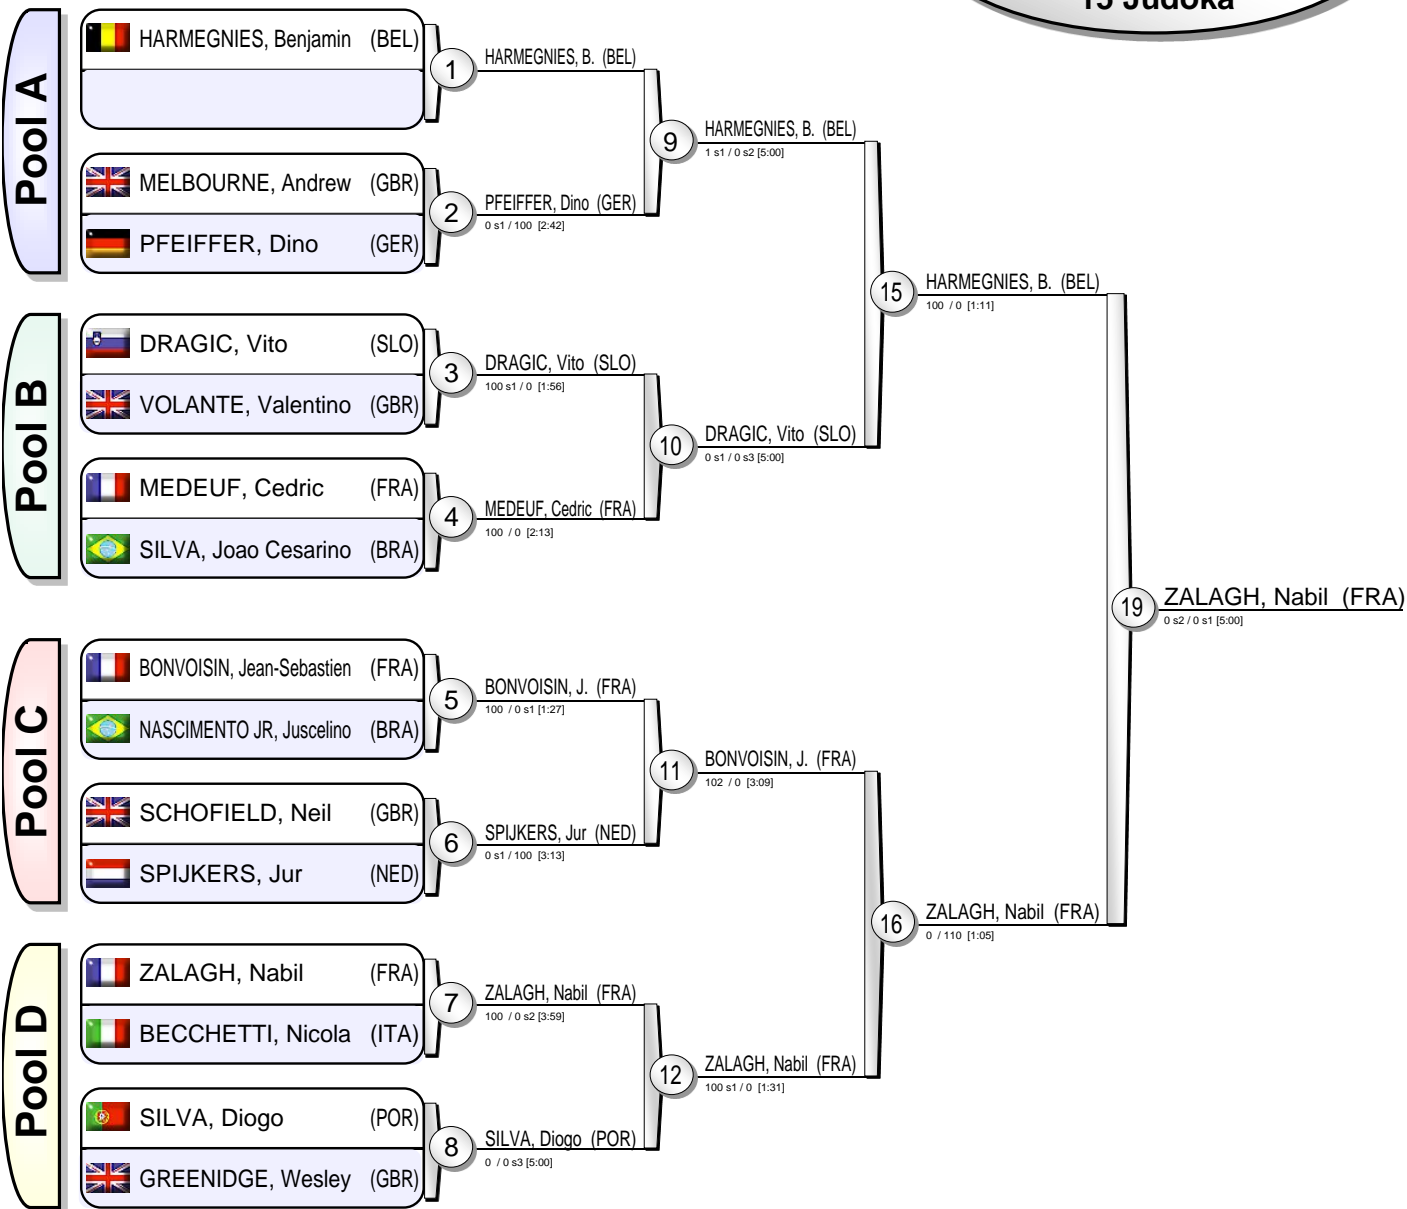 15 Judoka
Pool A
HARMEGNIES, Benjamin (BEL)
MELBOURNE, Andrew (GBR)
PFEIFFER, Dino (GER)
1
HARMEGNIES, B. (BEL)
2
PFEIFFER, Dino (GER)
0 s1 / 100 [2:42]
9
HARMEGNIES, B. (BEL)
1 s1 / 0 s2 [5:00]
Pool B
DRAGIC, Vito (SLO)
VOLANTE, Valentino (GBR)
MEDEUF, Cedric (FRA)
SILVA, Joao Cesarino (BRA)
3
DRAGIC, Vito (SLO)
100 s1 / 0 [1:56]
4
MEDEUF, Cedric (FRA)
100 / 0 [2:13]
10
DRAGIC, Vito (SLO)
0 s1 / 0 s3 [5:00]
15
HARMEGNIES, B. (BEL)
100 / 0 [1:11]
Pool C
BONVOISIN, Jean-Sebastien (FRA)
NASCIMENTO JR, Juscelino (BRA)
SCHOFIELD, Neil (GBR)
SPIJKERS, Jur (NED)
5
BONVOISIN, J. (FRA)
100 / 0 s1 [1:27]
6
SPIJKERS, Jur (NED)
0 s1 / 100 [3:13]
11
BONVOISIN, J. (FRA)
102 / 0 [3:09]
Pool D
ZALAGH, Nabil (FRA)
BECCHETTI, Nicola (ITA)
SILVA, Diogo (POR)
GREENIDGE, Wesley (GBR)
7
ZALAGH, Nabil (FRA)
100 / 0 s2 [3:59]
8
SILVA, Diogo (POR)
0 / 0 s3 [5:00]
12
ZALAGH, Nabil (FRA)
100 s1 / 0 [1:31]
16
ZALAGH, Nabil (FRA)
0 / 110 [1:05]
19
ZALAGH, Nabil (FRA)
0 s2 / 0 s1 [5:00]